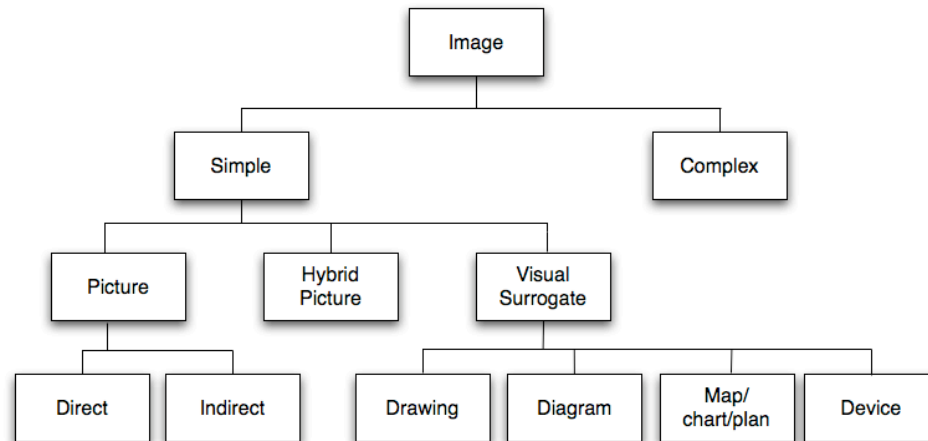 Image
Simple
Complex
Picture
Hybrid
Picture
Visual
Surrogate
Direct
Indirect
Drawing
Diagram
Map/
chart/plan
Device